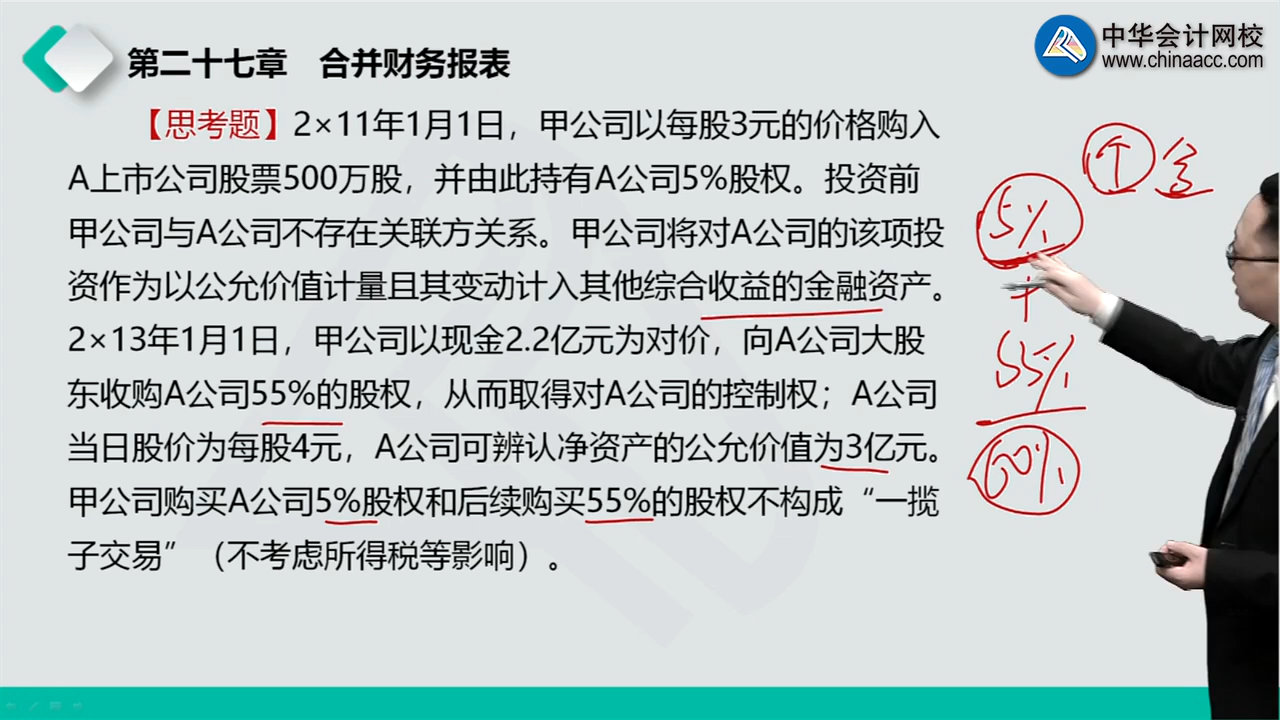 第二十七章 合并财务报表
中华会计网校
www.chinaacc.com
【思考题】2×11年1月1日，甲公司以每股3元的价格购入
A上市公司股票500万股，并由此持有A公司5%股权。投资前
甲公司与A公司不存在关联方关系。甲公司将对A公司的该项投
资作为以公允价值计量且其变动计入其他综合收益的金融资产。
2×13年1月1日，甲公司以现金2.2亿元为对价，向A公司大股
东收购A公司55%的股权，从而取得对A公司的控制权；A公司
当日股价为每股4元，A公司可辨认净资产的公允价值为3亿元。
甲公司购买A公司5%股权和后续购买55%的股权不构成“一揽
子交易”（不考虑所得税等影响）。
个
5%
+
55%
60%